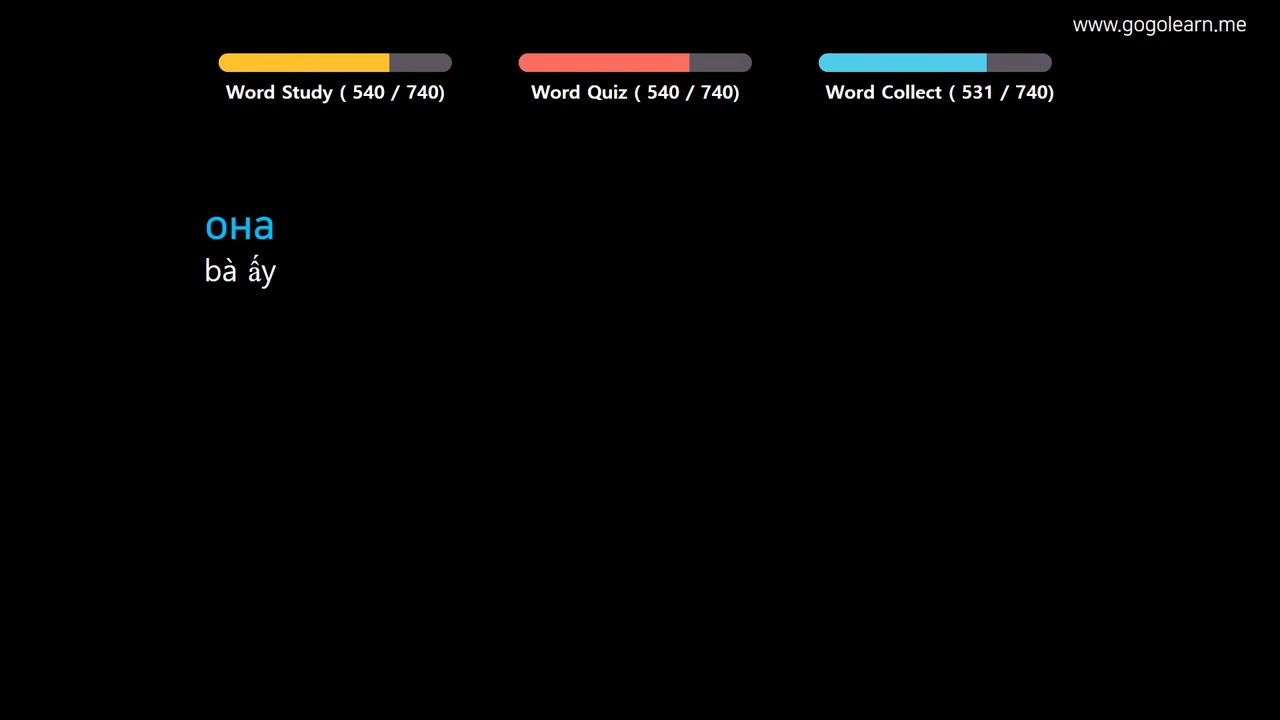 www.gogolearn.me
Word Study ( 540 / 740)
Word Quiz ( 540 / 740)
Word Collect ( 531 / 740)
она
bà ấy